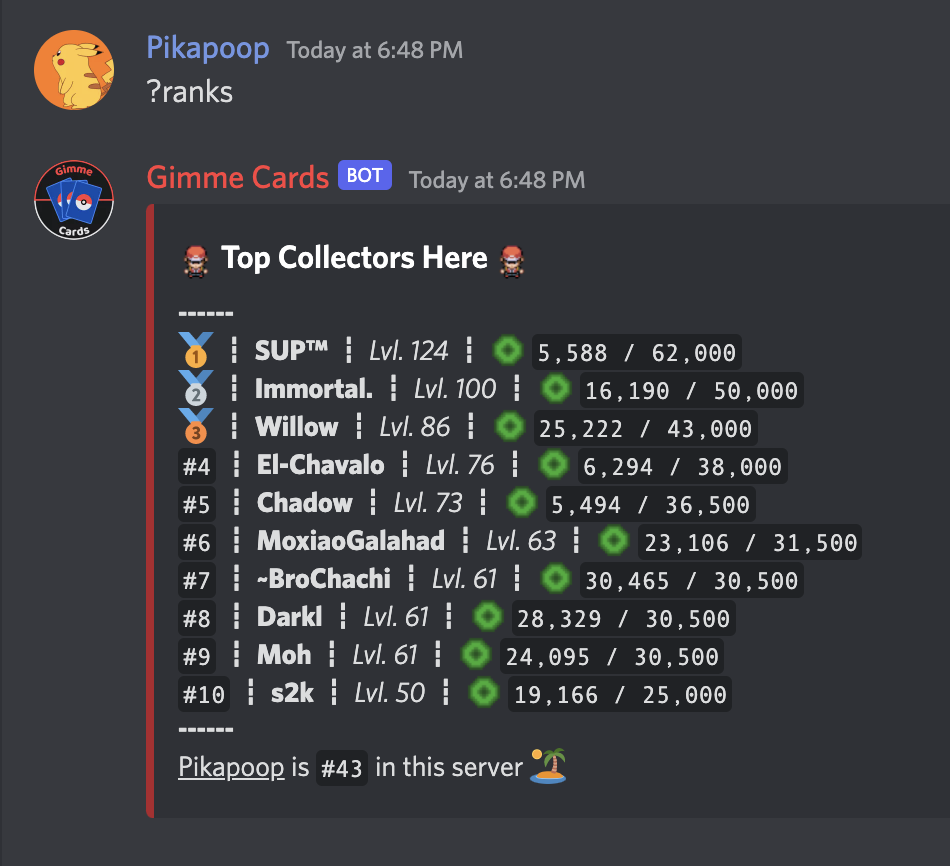 Pikapoop Today at 6:48 PM
?ranks
Gimme
Cards
Gimme Cards BOT Today at 6:48 PM
Top Collectors Here
------
1 ┇ SUP™ ┇ Lvl. 124 ┇ 5,588 / 62,000
2 ┇ Immortal. ┇ Lvl. 100 ┇ 16,190 / 50,000
3 ┇ Willow ┇ Lvl. 86 ┇ 25,222 / 43,000
#4 ┇ El-Chavalo ┇ Lvl. 76 ┇ 6,294 / 38,000
#5 ┇ Chadow ┇ Lvl. 73 ┇ 5,494 / 36,500
#6 ┇ MoxiaoGalahad ┇ Lvl. 63 ┇ 23,106 / 31,500
#7 ┇ ~BroChachi ┇ Lvl. 61 ┇ 30,465 / 30,500
#8 ┇ Darkl ┇ Lvl. 61 ┇ 28,329 / 30,500
#9 ┇ Moh ┇ Lvl. 61 ┇ 24,095 / 30,500
#10 ┇ s2k ┇ Lvl. 50 ┇ 19,166 / 25,000
------
Pikapoop is #43 in this server